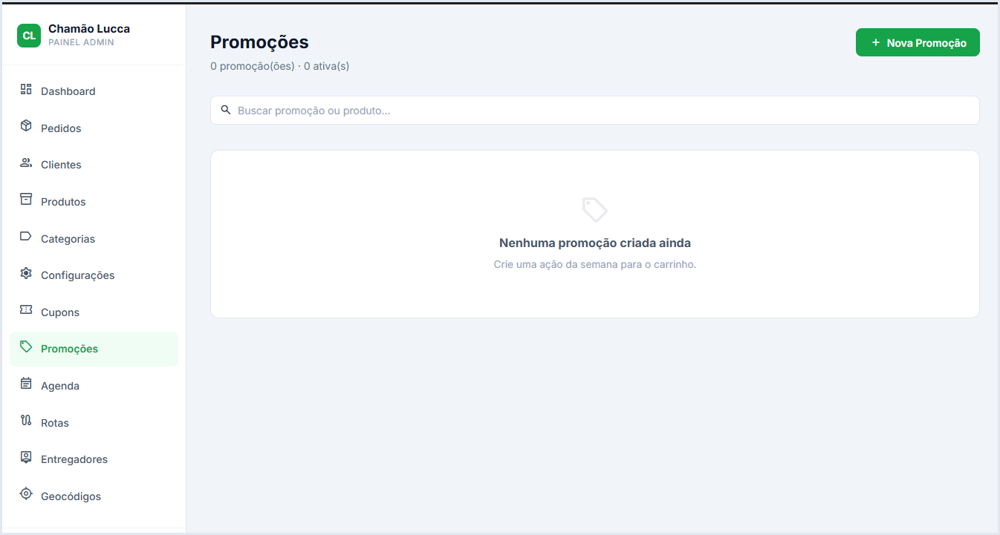 CL
Chamão Lucca
PAINEL ADMIN
Dashboard
Pedidos
Clientes
Produtos
Categorias
Configurações
Cupons
Promoções
Agenda
Rotas
Entregadores
Geocódigos
Promoções
0 promoção(ões) · 0 ativa(s)
+ Nova Promoção
Buscar promoção ou produto...
Nenhuma promoção criada ainda
Crie uma ação da semana para o carrinho.